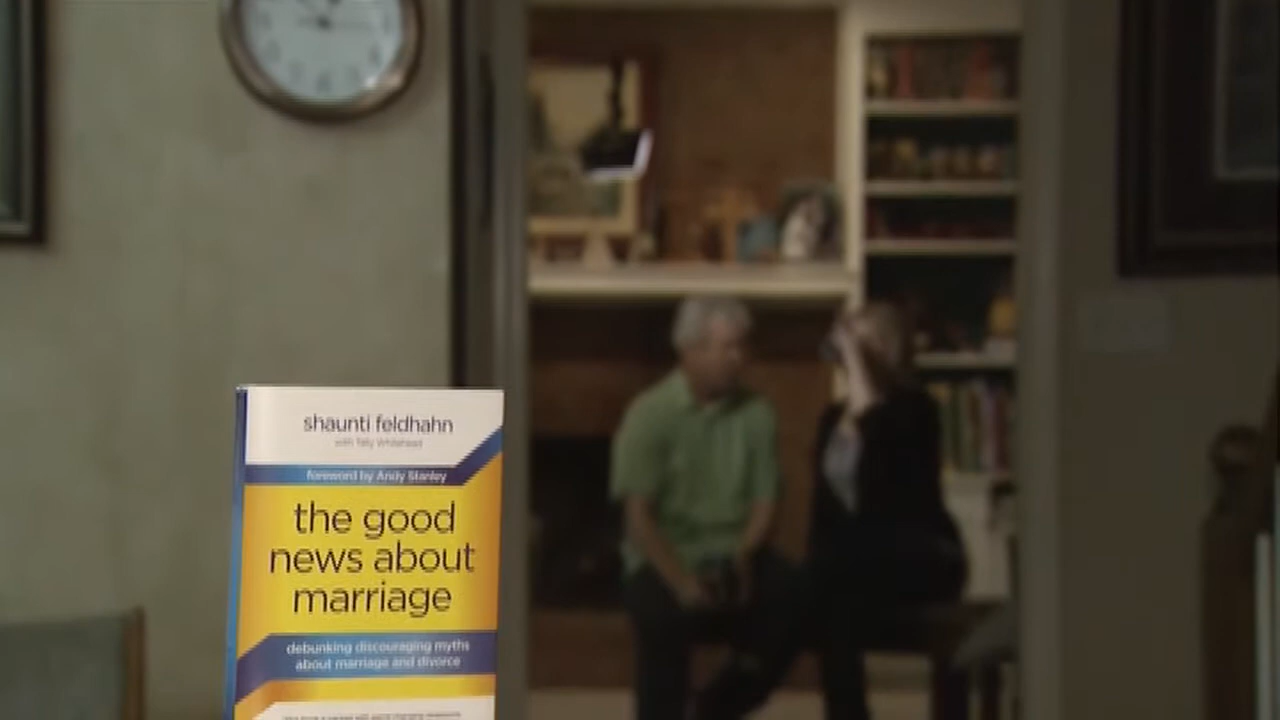 shaunti feldhahn
with Tally Whitehead
foreword by Andy Stanley
the good
news about
marriage
debunking discouraging myths
about marriage and divorce